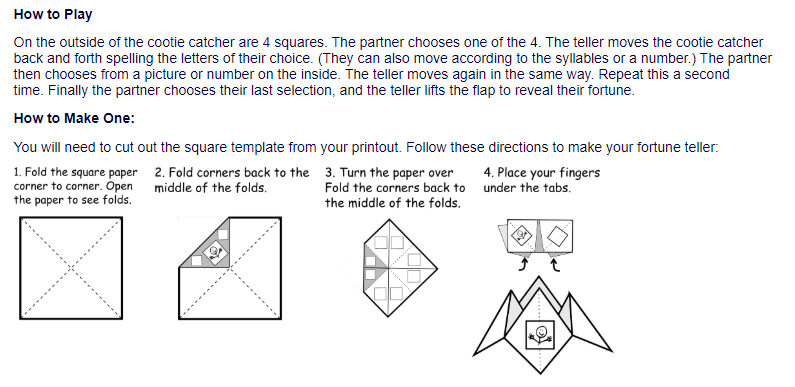 How to Play
On the outside of the cootie catcher are 4 squares. The partner chooses one of the 4. The teller moves the cootie catcher
back and forth spelling the letters of their choice. (They can also move according to the syllables or a number.) The partner
then chooses from a picture or number on the inside. The teller moves again in the same way. Repeat this a second
time. Finally the partner chooses their last selection, and the teller lifts the flap to reveal their fortune.
How to Make One:
You will need to cut out the square template from your printout. Follow these directions to make your fortune teller:
1. Fold the square paper
corner to corner. Open
the paper to see folds.
2. Fold corners back to the
middle of the folds.
3. Turn the paper over
Fold the corners back to
the middle of the folds.
4. Place your fingers
under the tabs.